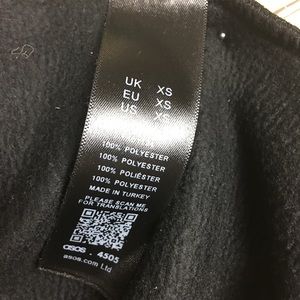 UK XS
EU XS
US XS
100% POLYESTER
100% POLYESTER
100% POLIÉSTER
100% POLYESTER
MADE IN TURKEY
PLEASE SCAN ME
FOR TRANSLATIONS
asos - 4505
asos.com Ltd